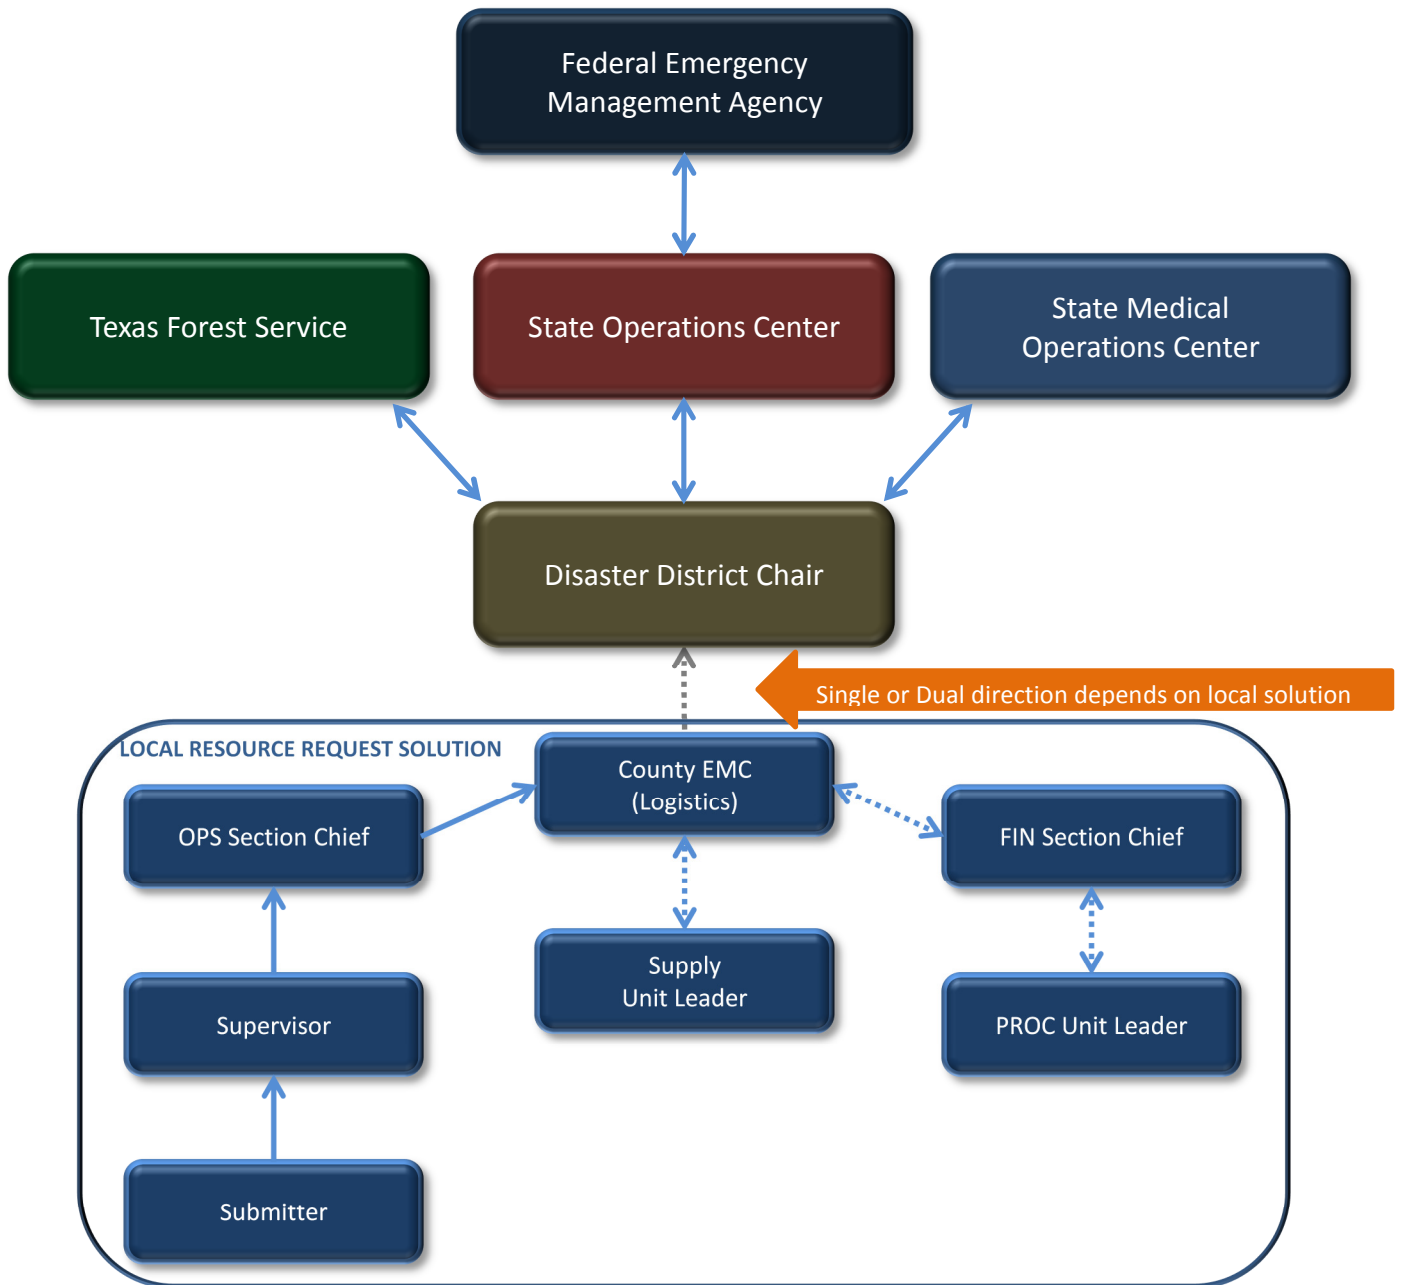 Federal Emergency
Management Agency
Texas Forest Service
State Operations Center
State Medical
Operations Center
Disaster District Chair
Single or Dual direction depends on local solution
LOCAL RESOURCE REQUEST SOLUTION
County EMC
(Logistics)
OPS Section Chief
FIN Section Chief
Supply
Unit Leader
Supervisor
PROC Unit Leader
Submitter